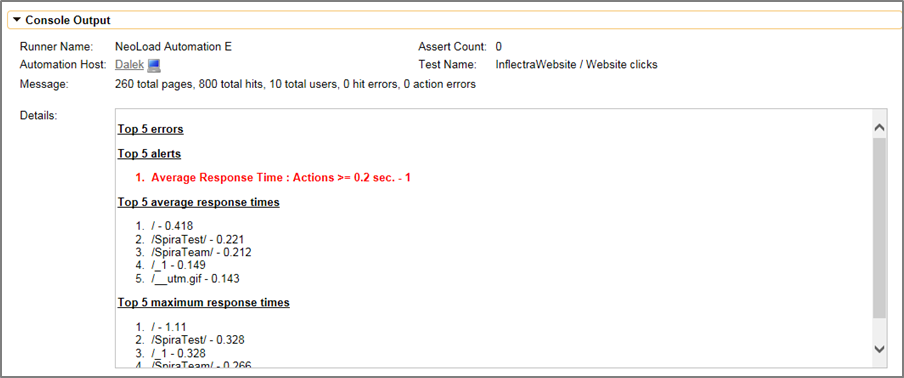 Console Output
Runner Name: NeoLoad Automation E Assert Count: 0
Automation Host: Dalek Test Name: InflectraWebsite / Website clicks
Message: 260 total pages, 800 total hits, 10 total users, 0 hit errors, 0 action errors
Details:
Top 5 errors
Top 5 alerts
1. Average Response Time : Actions >= 0.2 sec. - 1
Top 5 average response times
1. / - 0.418
2. /SpiraTest/ - 0.221
3. /SpiraTeam/ - 0.212
4. /_1 - 0.149
5. /__utm.gif - 0.143
Top 5 maximum response times
1. / - 1.11
2. /SpiraTest/ - 0.328
3. /_1 - 0.328
4. /SpiraTeam/ - 0.266